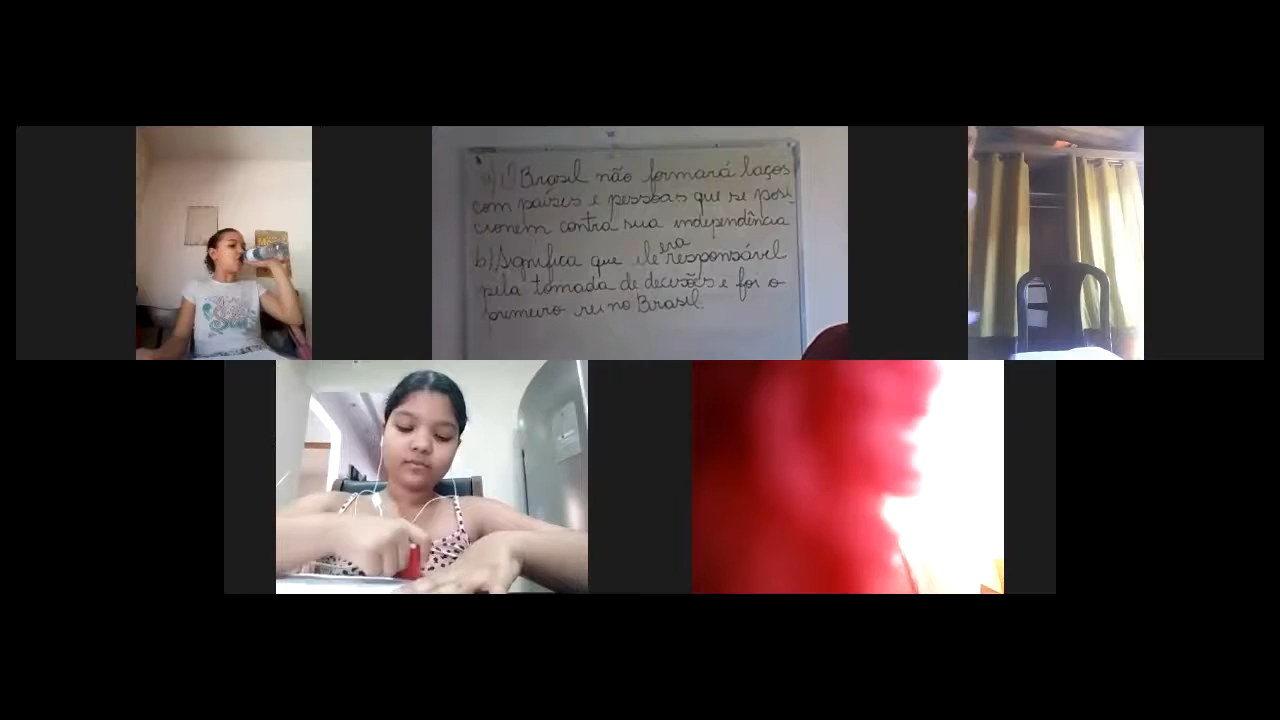 1) Brasil não formará laços
com países e pessoas que se posi-
cionem contra sua independência
b) Significa que ele era responsável
pela tomada de decisões e foi o
primeiro rei no Brasil.